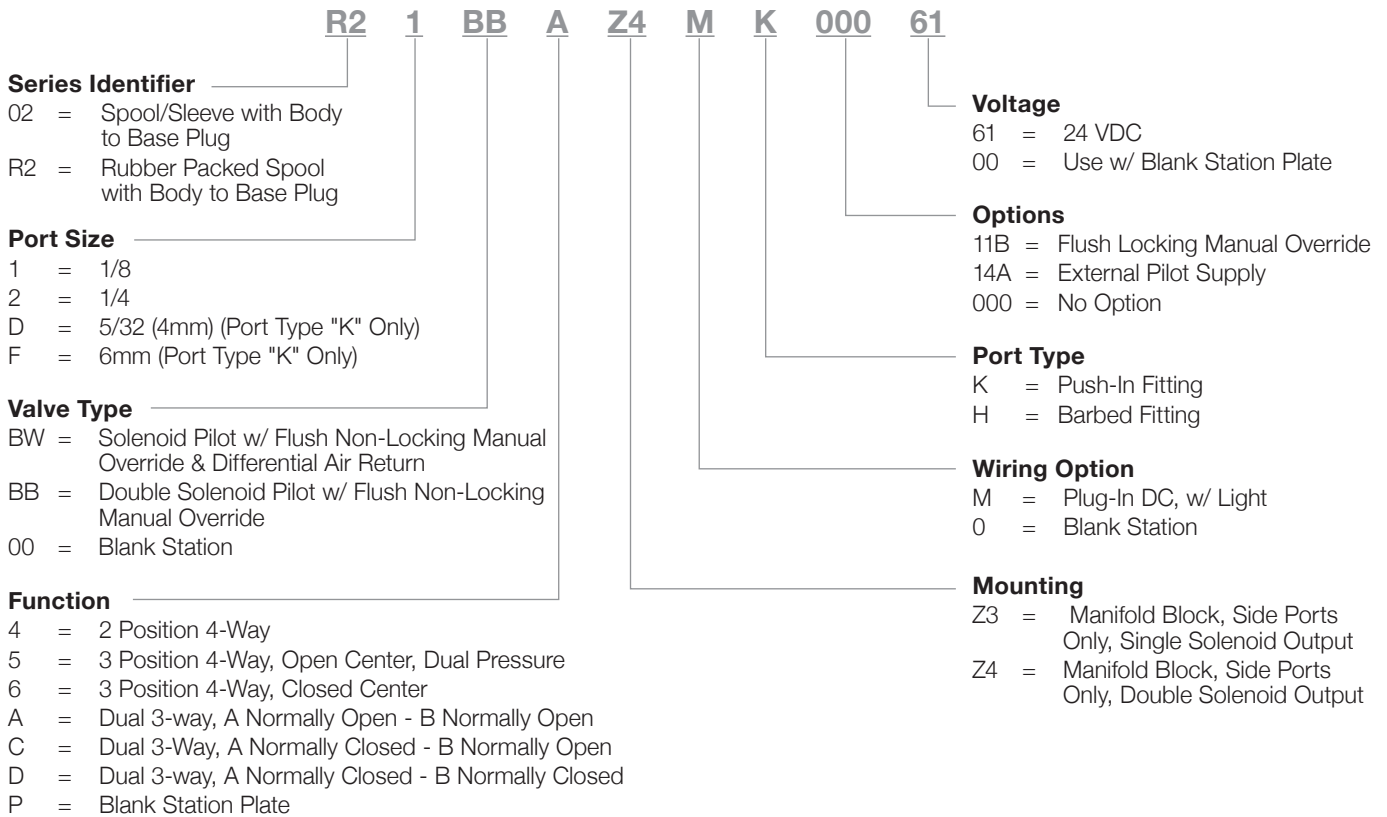 R2 1 BB A Z4 M K 000 61
Series Identifier
02 = Spool/Sleeve with Body
to Base Plug
R2 = Rubber Packed Spool
with Body to Base Plug
Port Size
1 = 1/8
2 = 1/4
D = 5/32 (4mm) (Port Type "K" Only)
F = 6mm (Port Type "K" Only)
Valve Type
BW = Solenoid Pilot w/ Flush Non-Locking Manual
Override & Differential Air Return
BB = Double Solenoid Pilot w/ Flush Non-Locking
Manual Override
00 = Blank Station
Function
4 = 2 Position 4-Way
5 = 3 Position 4-Way, Open Center, Dual Pressure
6 = 3 Position 4-Way, Closed Center
A = Dual 3-way, A Normally Open - B Normally Open
C = Dual 3-Way, A Normally Closed - B Normally Open
D = Dual 3-way, A Normally Closed - B Normally Closed
P = Blank Station Plate
Voltage
61 = 24 VDC
00 = Use w/ Blank Station Plate
Options
11B = Flush Locking Manual Override
14A = External Pilot Supply
000 = No Option
Port Type
K = Push-In Fitting
H = Barbed Fitting
Wiring Option
M = Plug-In DC, w/ Light
0 = Blank Station
Mounting
Z3 = Manifold Block, Side Ports
Only, Single Solenoid Output
Z4 = Manifold Block, Side Ports
Only, Double Solenoid Output